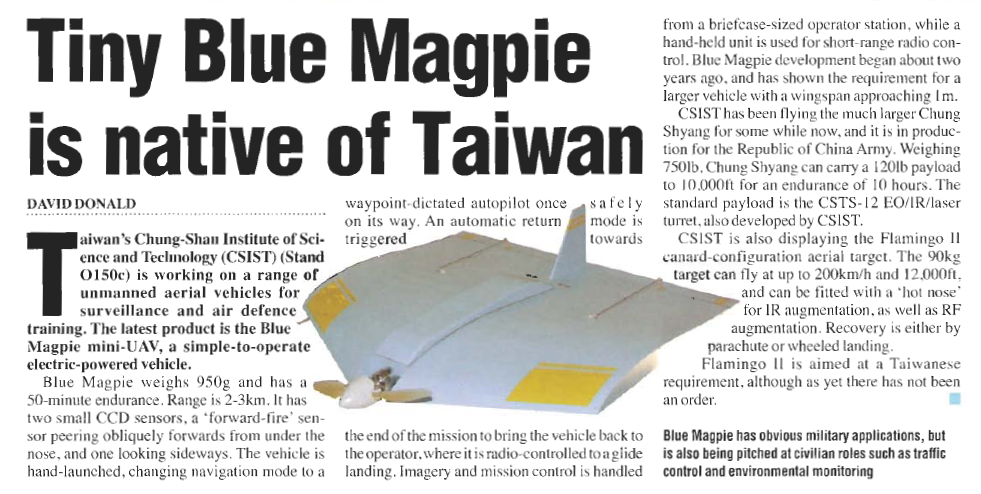 Tiny Blue Magpie
is native of Taiwan
DAVID DONALD
Taiwan's Chung-Shan Institute of Sci-
ence and Technology (CSIST) (Stand
O150c) is working on a range of
unmanned aerial vehicles for
surveillance and air defence
training. The latest product is the Blue
Magpie mini-UAV, a simple-to-operate
electric-powered vehicle.
Blue Magpie weighs 950g and has a
50-minute endurance. Range is 2-3km. It has
two small CCD sensors, a 'forward-fire' sen-
sor peering obliquely forwards from under the
nose, and one looking sideways. The vehicle is
hand-launched, changing navigation mode to a
waypoint-dictated autopilot once safely
on its way. An automatic return mode is
triggered towards
the end of the mission to bring the vehicle back to
the operator, where it is radio-controlled to a glide
landing. Imagery and mission control is handled
from a briefcase-sized operator station, while a
hand-held unit is used for short-range radio con-
trol. Blue Magpie development began about two
years ago, and has shown the requirement for a
larger vehicle with a wingspan approaching 1m.
CSIST has been flying the much larger Chung
Shyang for some while now, and it is in produc-
tion for the Republic of China Army. Weighing
750lb, Chung Shyang can carry a 120lb payload
to 10,000ft for an endurance of 10 hours. The
standard payload is the CSTS-12 EO/IR/laser
turret, also developed by CSIST.
CSIST is also displaying the Flamingo II
canard-configuration aerial target. The 90kg
target can fly at up to 200km/h and 12,000ft,
and can be fitted with a 'hot nose'
for IR augmentation, as well as RF
augmentation. Recovery is either by
parachute or wheeled landing.
Flamingo II is aimed at a Taiwanese
requirement, although as yet there has not been
an order.
Blue Magpie has obvious military applications, but
is also being pitched at civilian roles such as traffic
control and environmental monitoring